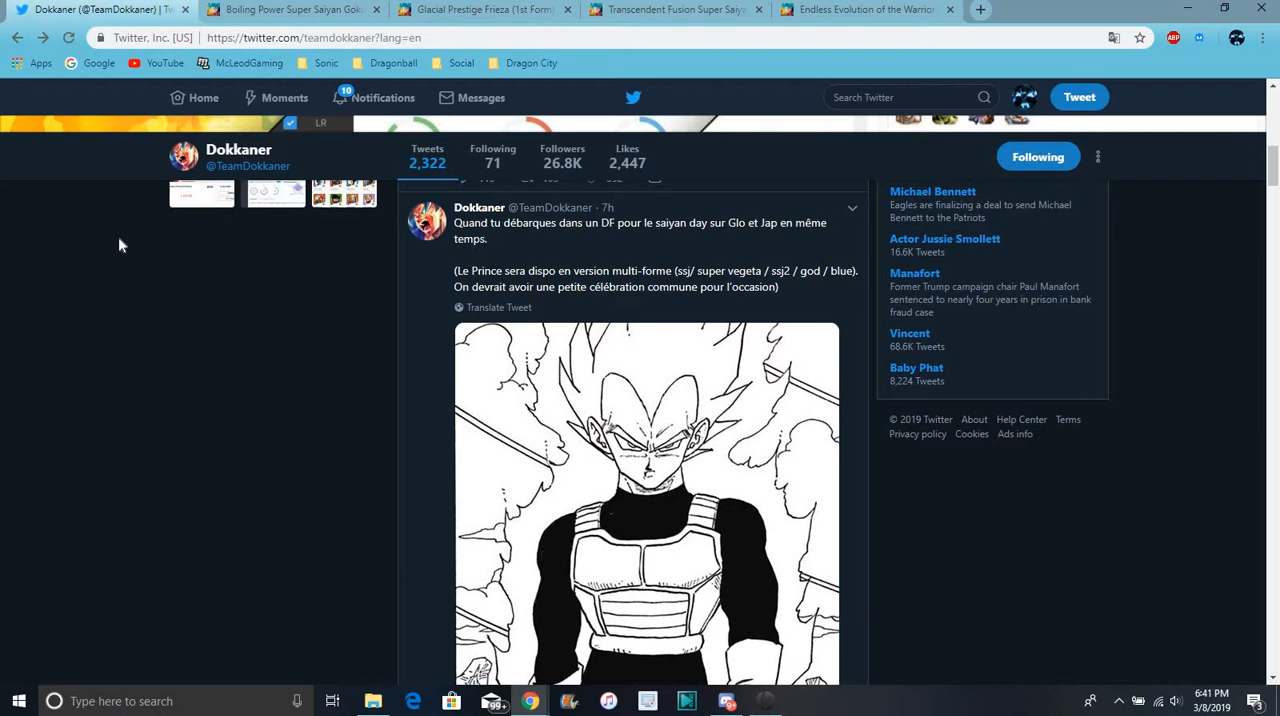 Dokkaner (@TeamDokkaner) | Tw
Boiling Power Super Saiyan Goku
Glacial Prestige Frieza (1st Form)
Transcendent Fusion Super Saiya
Endless Evolution of the Warrior
Twitter, Inc. [US] https://twitter.com/teamdokkaner?lang=en
ABP
Apps Google YouTube McLeodGaming Sonic Dragonball Social Dragon City
Home Moments 10 Notifications Messages Search Twitter Tweet
LR
Dokkaner
@TeamDokkaner
Tweets Following Followers Likes
2,322 71 26.8K 2,447
Following
Dokkaner @TeamDokkaner · 7h
Quand tu débarques dans un DF pour le saiyan day sur Glo et Jap en même
temps.
(Le Prince sera dispo en version multi-forme (ssj/ super vegeta / ssj2 / god / blue).
On devrait avoir une petite célébration commune pour l'occasion)
Translate Tweet
Michael Bennett
Eagles are finalizing a deal to send Michael
Bennett to the Patriots
Actor Jussie Smollett
16.6K Tweets
Manafort
Former Trump campaign chair Paul Manafort
sentenced to nearly four years in prison in bank
fraud case
Vincent
68.6K Tweets
Baby Phat
8,224 Tweets
© 2019 Twitter About Help Center Terms
Privacy policy Cookies Ads info
Type here to search
99+
9+
6:41 PM
3/8/2019
3